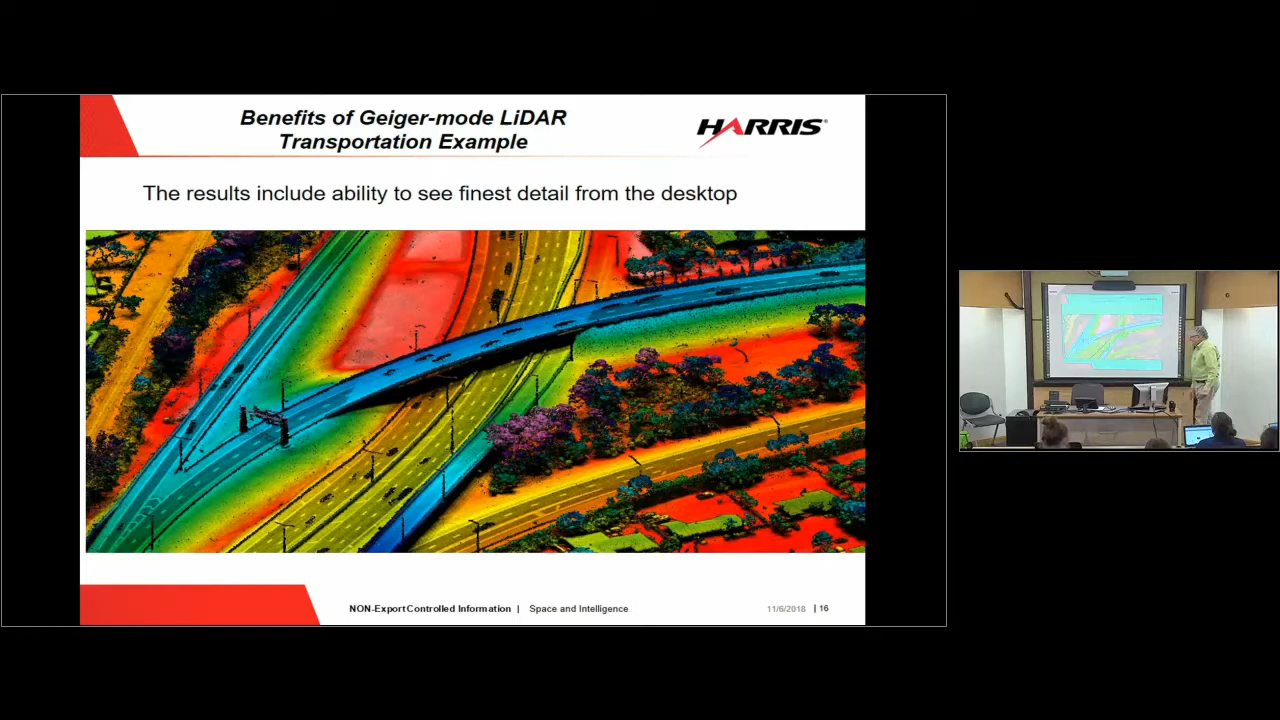 Benefits of Geiger-mode LiDAR
Transportation Example
HARRIS®
The results include ability to see finest detail from the desktop
NON-Export Controlled Information | Space and Intelligence
11/6/2018 | 16